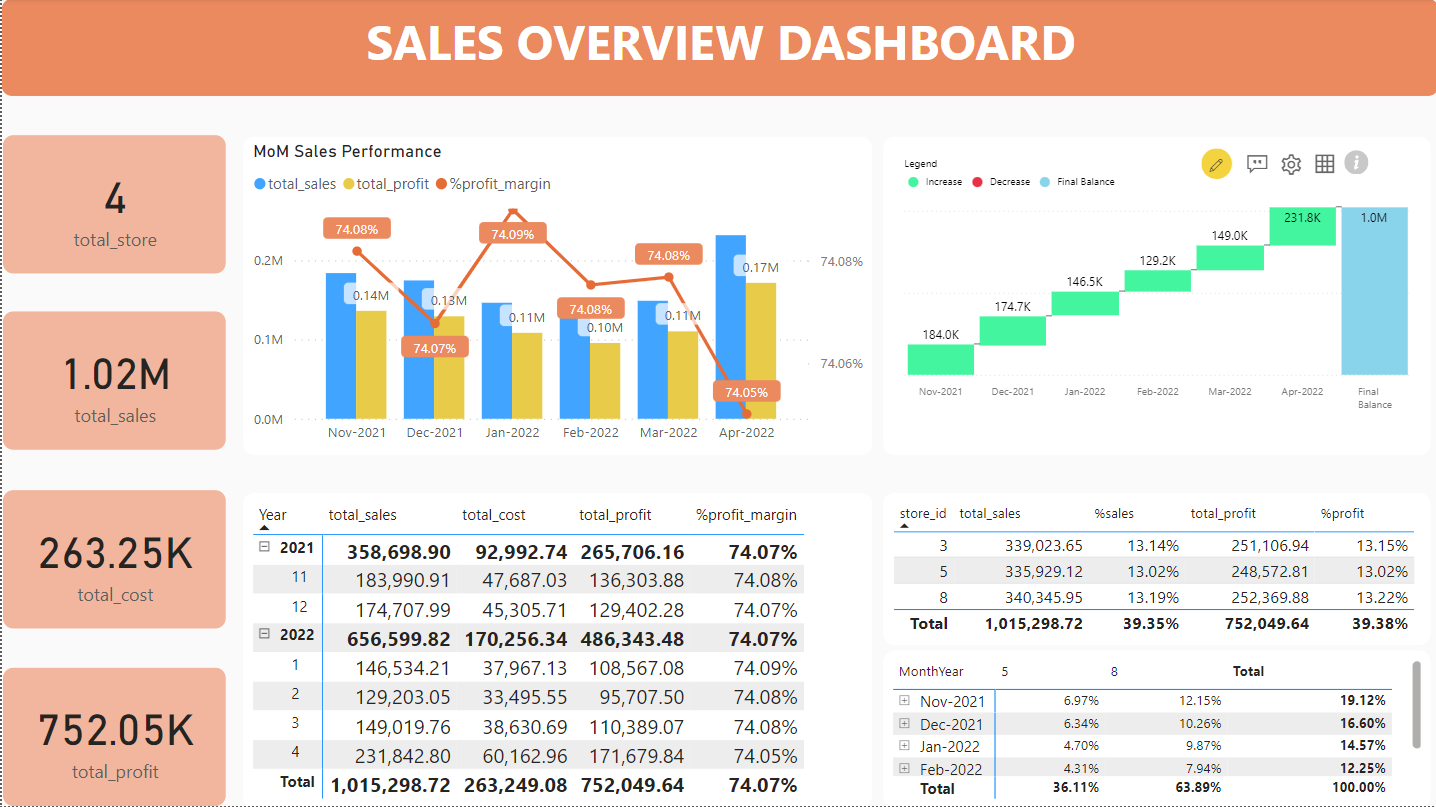 SALES OVERVIEW DASHBOARD
4
total_store
1.02M
total_sales
263.25K
total_cost
752.05K
total_profit
MoM Sales Performance
total_sales total_profit %profit_margin
0.2M
0.1M
0.0M
74.08%
74.07%
74.09%
74.08%
74.08%
74.05%
0.14M
0.13M
0.11M
0.10M
0.11M
0.17M
74.08%
74.06%
Nov-2021 Dec-2021 Jan-2022 Feb-2022 Mar-2022 Apr-2022
Legend
Increase Decrease Final Balance
184.0K
174.7K
146.5K
129.2K
149.0K
231.8K
1.0M
Nov-2021 Dec-2021 Jan-2022 Feb-2022 Mar-2022 Apr-2022 Final
Balance
Year total_sales total_cost total_profit %profit_margin
2021 358,698.90 92,992.74 265,706.16 74.07%
11 183,990.91 47,687.03 136,303.88 74.08%
12 174,707.99 45,305.71 129,402.28 74.07%
2022 656,599.82 170,256.34 486,343.48 74.07%
1 146,534.21 37,967.13 108,567.08 74.09%
2 129,203.05 33,495.55 95,707.50 74.08%
3 149,019.76 38,630.69 110,389.07 74.08%
4 231,842.80 60,162.96 171,679.84 74.05%
Total 1,015,298.72 263,249.08 752,049.64 74.07%
store_id total_sales %sales total_profit %profit
3 339,023.65 13.14% 251,106.94 13.15%
5 335,929.12 13.02% 248,572.81 13.02%
8 340,345.95 13.19% 252,369.88 13.22%
Total 1,015,298.72 39.35% 752,049.64 39.38%
MonthYear 5 8 Total
Nov-2021 6.97% 12.15% 19.12%
Dec-2021 6.34% 10.26% 16.60%
Jan-2022 4.70% 9.87% 14.57%
Feb-2022 4.31% 7.94% 12.25%
Total 36.11% 63.89% 100.00%